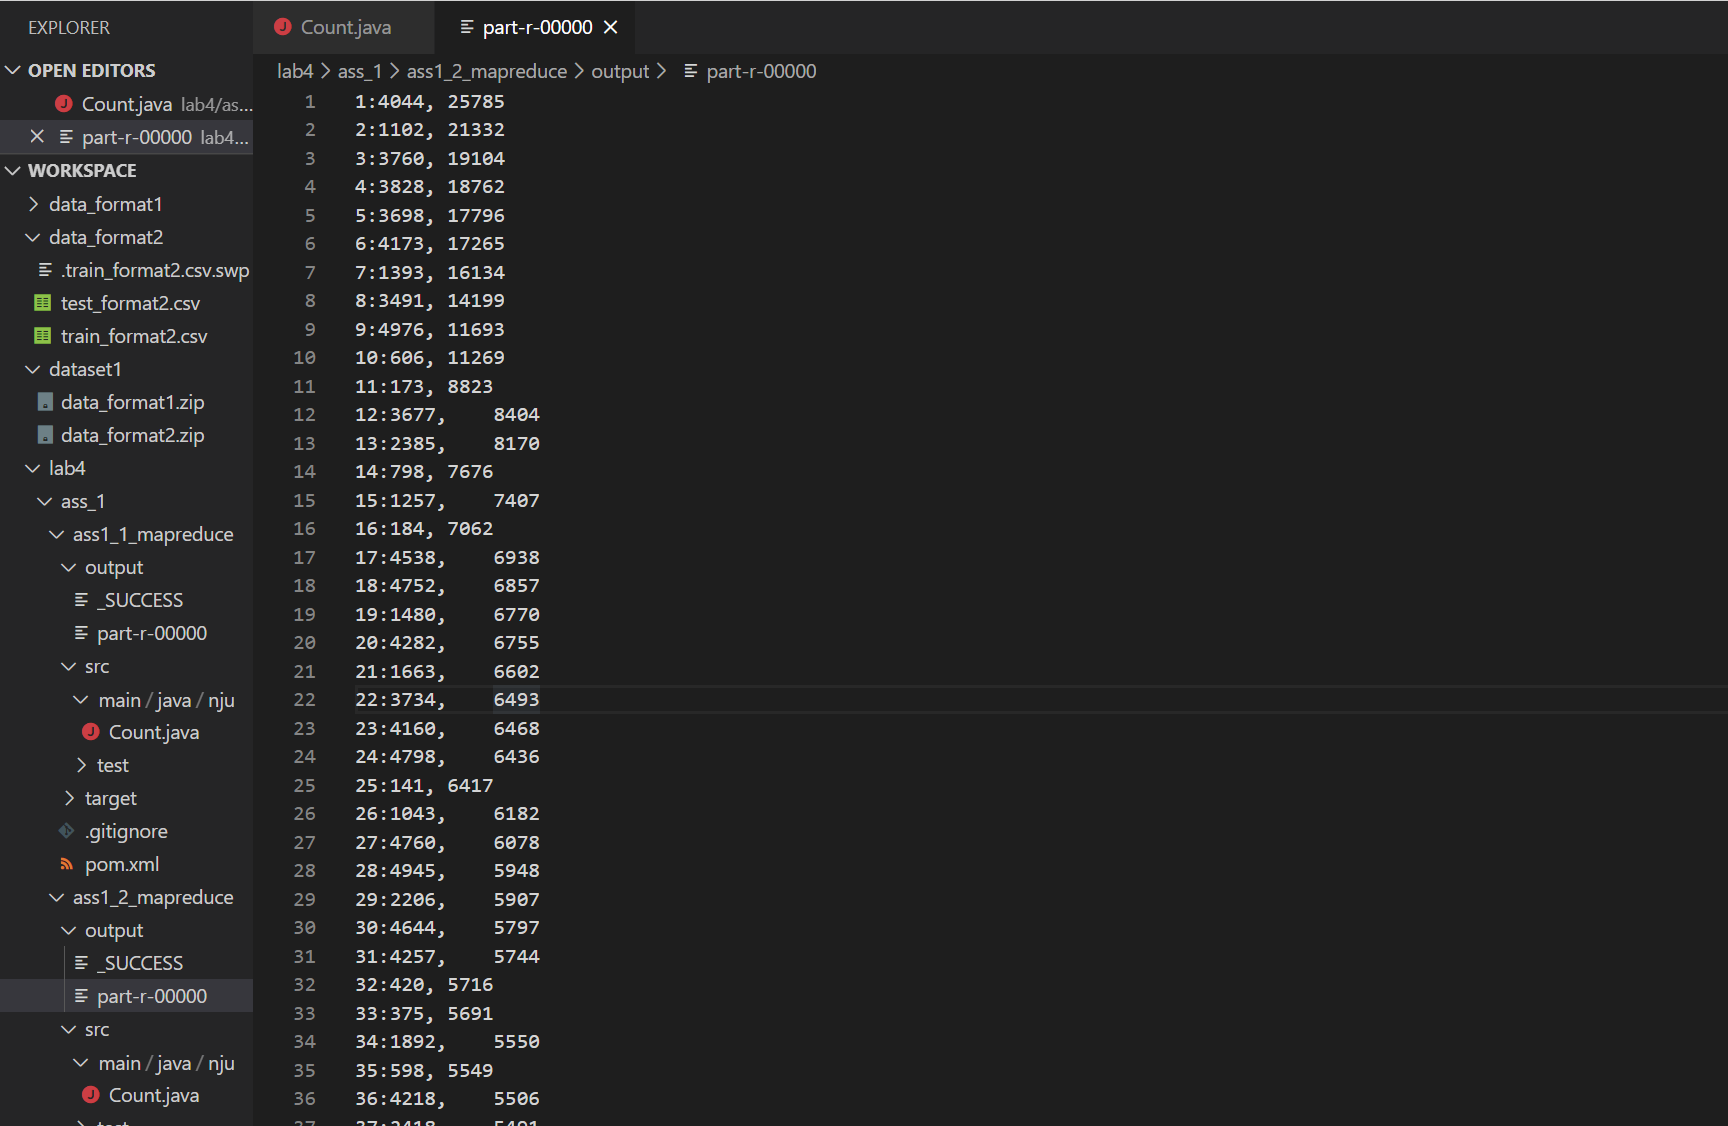 EXPLORER
OPEN EDITORS
Count.java lab4/as...
part-r-00000 lab4...
WORKSPACE
data_format1
data_format2
.train_format2.csv.swp
test_format2.csv
train_format2.csv
dataset1
data_format1.zip
data_format2.zip
lab4
ass_1
ass1_1_mapreduce
output
_SUCCESS
part-r-00000
src
main / java / nju
Count.java
test
target
.gitignore
pom.xml
ass1_2_mapreduce
output
_SUCCESS
part-r-00000
src
main / java / nju
Count.java
Count.java
part-r-00000
lab4 > ass_1 > ass1_2_mapreduce > output > part-r-00000
1 1:4044, 25785
2 2:1102, 21332
3 3:3760, 19104
4 4:3828, 18762
5 5:3698, 17796
6 6:4173, 17265
7 7:1393, 16134
8 8:3491, 14199
9 9:4976, 11693
10 10:606, 11269
11 11:173, 8823
12 12:3677, 8404
13 13:2385, 8170
14 14:798, 7676
15 15:1257, 7407
16 16:184, 7062
17 17:4538, 6938
18 18:4752, 6857
19 19:1480, 6770
20 20:4282, 6755
21 21:1663, 6602
22 22:3734, 6493
23 23:4160, 6468
24 24:4798, 6436
25 25:141, 6417
26 26:1043, 6182
27 27:4760, 6078
28 28:4945, 5948
29 29:2206, 5907
30 30:4644, 5797
31 31:4257, 5744
32 32:420, 5716
33 33:375, 5691
34 34:1892, 5550
35 35:598, 5549
36 36:4218, 5506